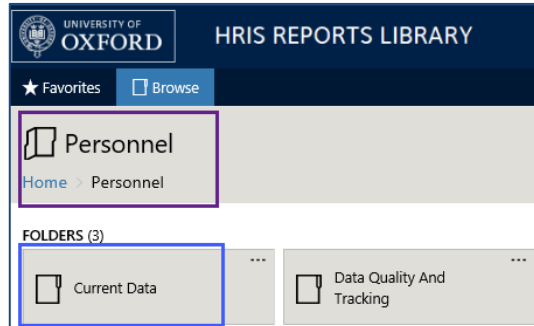 UNIVERSITY OF
OXFORD
HRIS REPORTS LIBRARY
★ Favorites
Browse
Personnel
Home > Personnel
FOLDERS (3)
...
Current Data
...
Data Quality And
Tracking